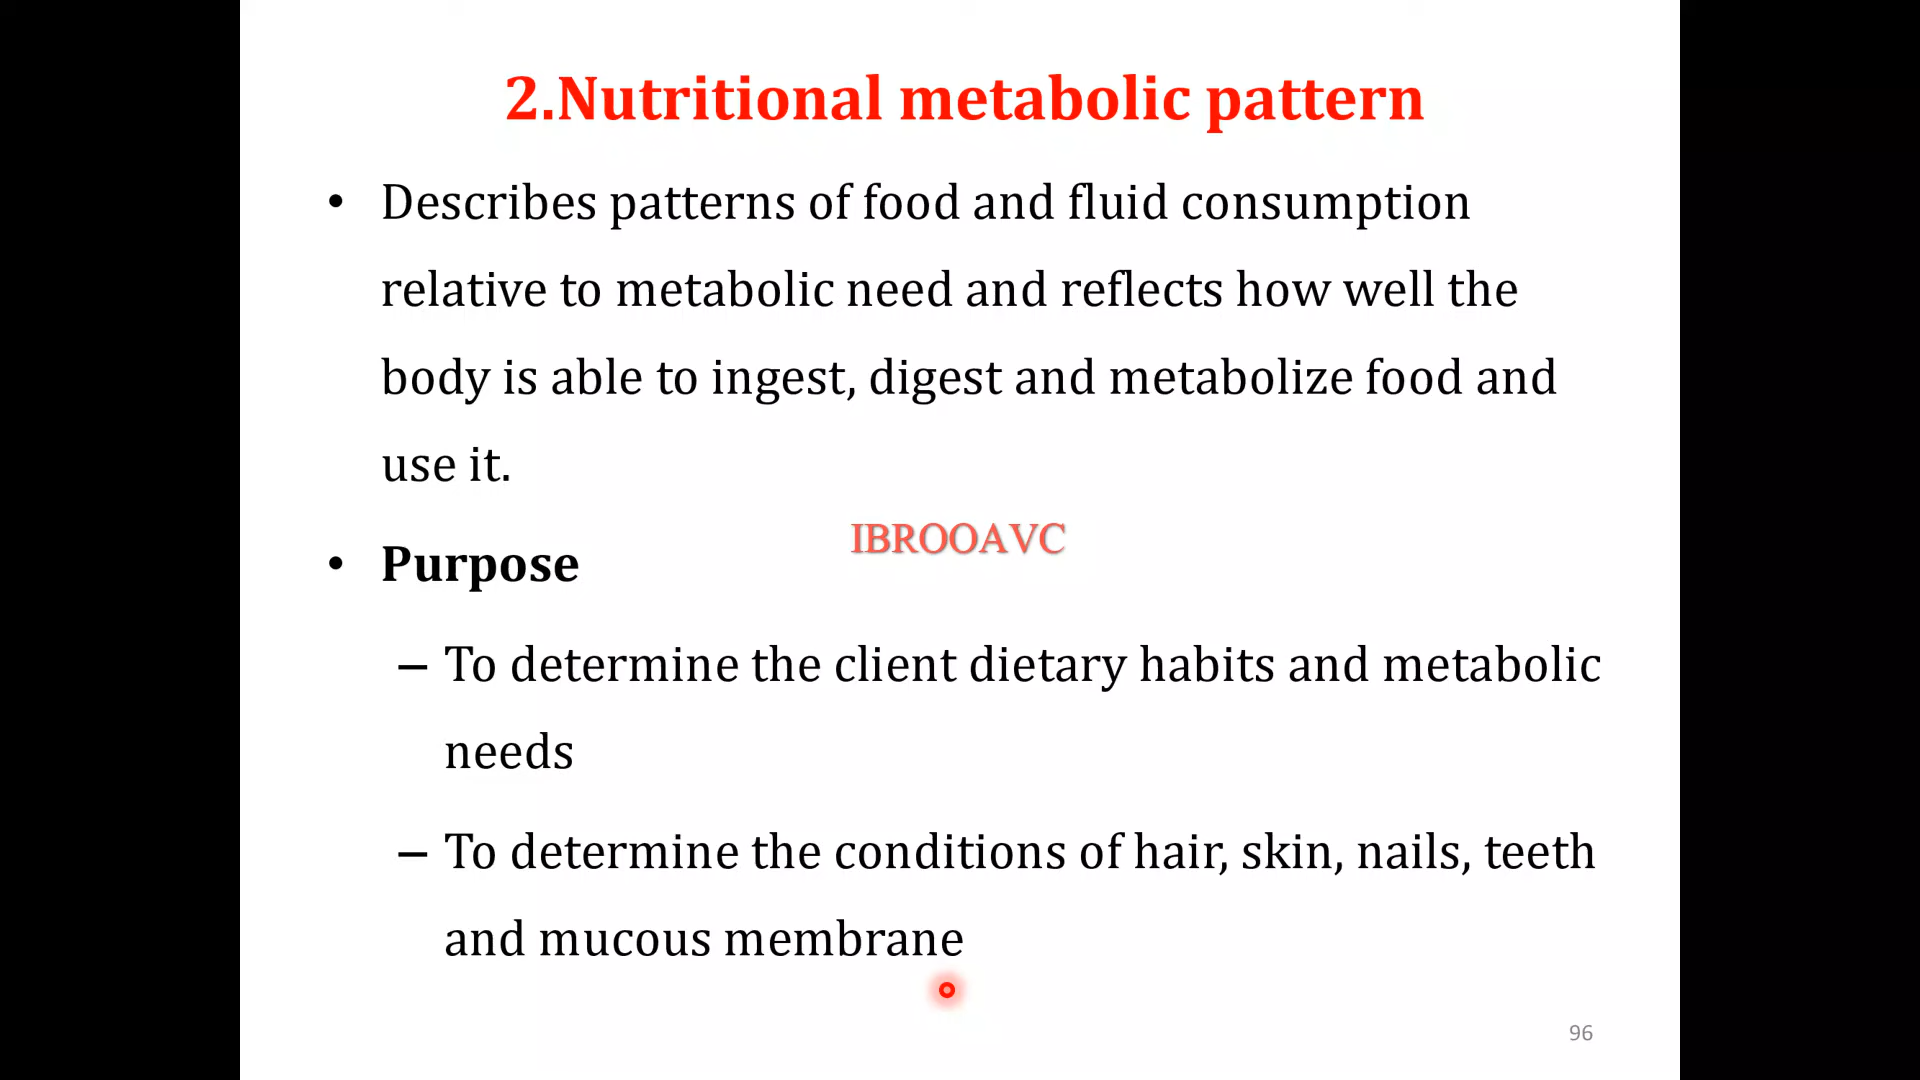 2.Nutritional metabolic pattern
• Describes patterns of food and fluid consumption
relative to metabolic need and reflects how well the
body is able to ingest, digest and metabolize food and
use it.
IBROOAVC
• Purpose
– To determine the client dietary habits and metabolic
needs
– To determine the conditions of hair, skin, nails, teeth
and mucous membrane
96